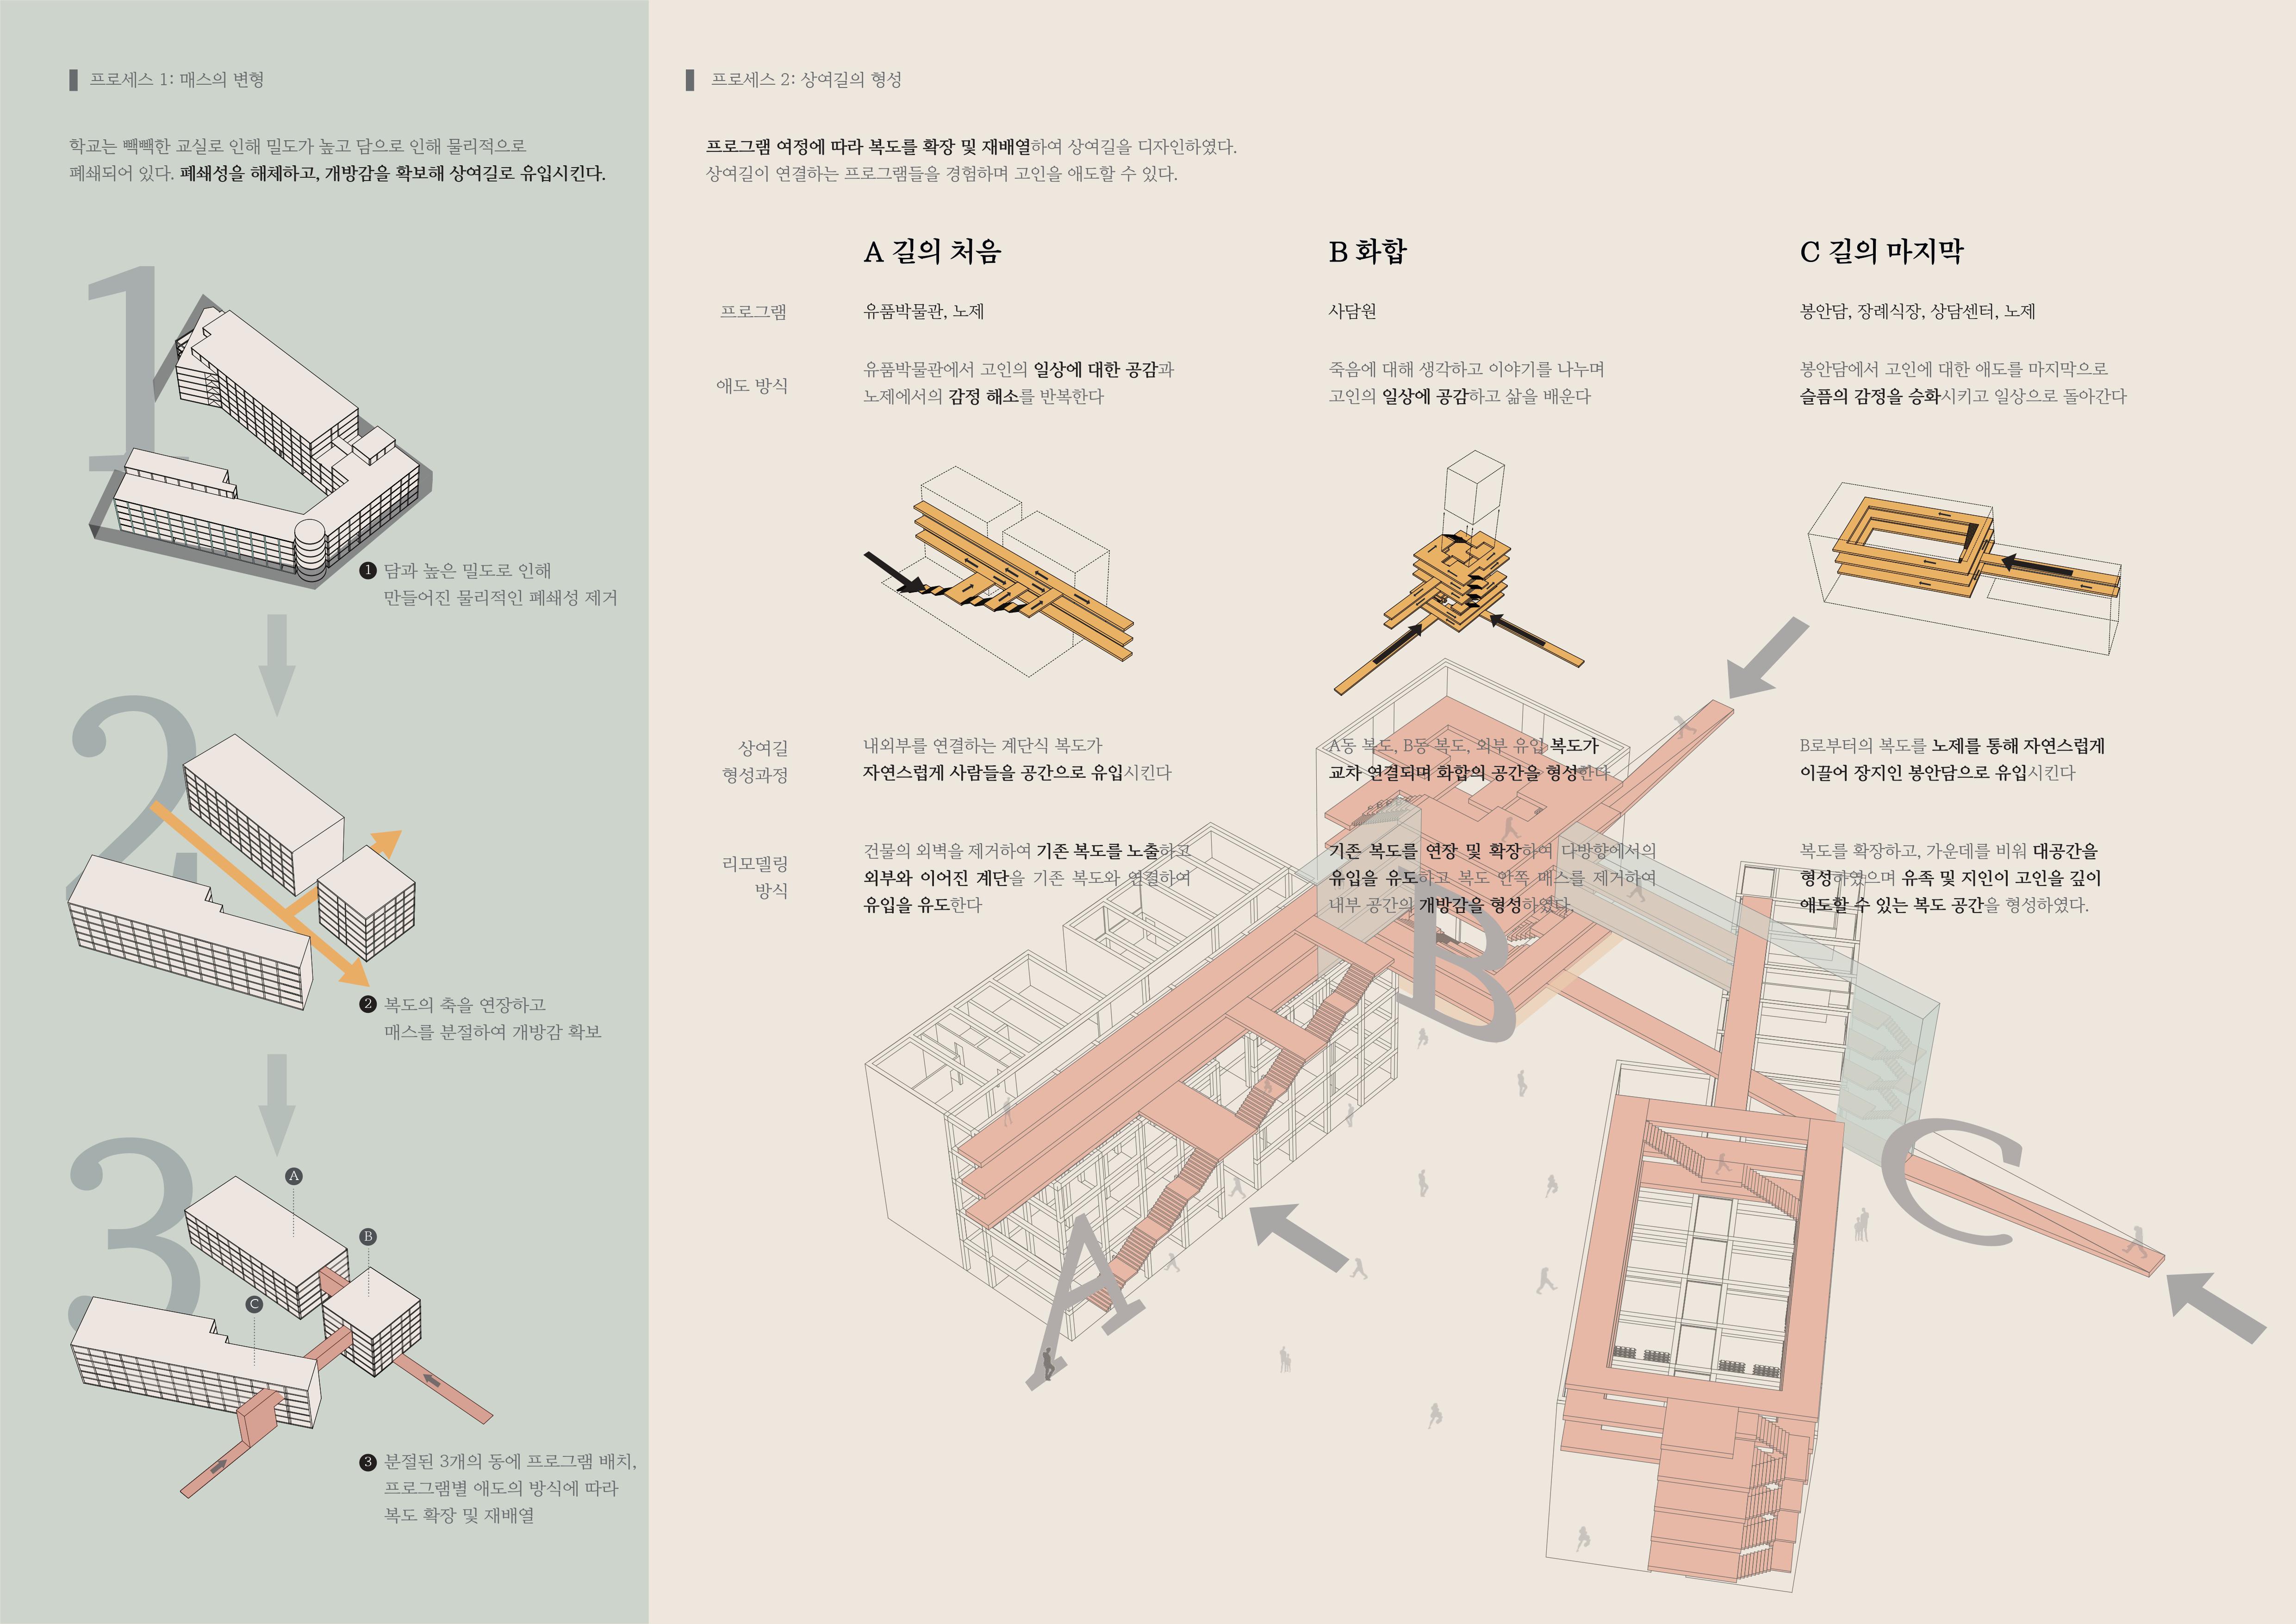 프로세스 1: 매스의 변형
학교는 빽빽한 교실로 인해 밀도가 높고 담으로 인해 물리적으로
폐쇄되어 있다. 폐쇄성을 해체하고, 개방감을 확보해 상여길로 유입시킨다.
1
1 담과 높은 밀도로 인해
만들어진 물리적인 폐쇄성 제거
2
2 복도의 축을 연장하고
매스를 분절하여 개방감 확보
3
A
B
C
3 분절된 3개의 동에 프로그램 배치,
프로그램별 애도의 방식에 따라
복도 확장 및 재배열
프로세스 2: 상여길의 형성
프로그램 여정에 따라 복도를 확장 및 재배열하여 상여길을 디자인하였다.
상여길이 연결하는 프로그램들을 경험하며 고인을 애도할 수 있다.
A 길의 처음
B 화합
C 길의 마지막
프로그램
유품박물관, 노제
사담원
봉안담, 장례식장, 상담센터, 노제
애도 방식
유품박물관에서 고인의 일상에 대한 공감과
노제에서의 감정 해소를 반복한다
죽음에 대해 생각하고 이야기를 나누며
고인의 일상에 공감하고 삶을 배운다
봉안담에서 고인에 대한 애도를 마지막으로
슬픔의 감정을 승화시키고 일상으로 돌아간다
상여길
형성과정
내외부를 연결하는 계단식 복도가
자연스럽게 사람들을 공간으로 유입시킨다
A동 복도, B동 복도, 외부 유입 복도가
교차 연결되며 화합의 공간을 형성한다
B로부터의 복도를 노제를 통해 자연스럽게
이끌어 장지인 봉안담으로 유입시킨다
리모델링
방식
건물의 외벽을 제거하여 기존 복도를 노출하고
외부와 이어진 계단을 기존 복도와 연결하여
유입을 유도한다
기존 복도를 연장 및 확장하여 다방향에서의
유입을 유도하고 복도 안쪽 매스를 제거하여
내부 공간의 개방감을 형성하였다.
복도를 확장하고, 가운데를 비워 대공간을
형성하였으며 유족 및 지인이 고인을 깊이
애도할 수 있는 복도 공간을 형성하였다.
A
B
C